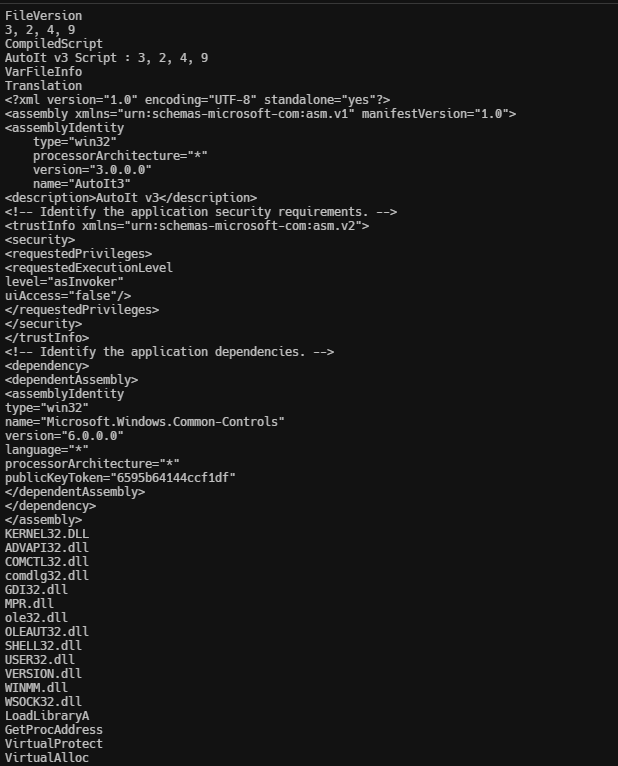 FileVersion
3, 2, 4, 9
CompiledScript
AutoIt v3 Script : 3, 2, 4, 9
VarFileInfo
Translation
<?xml version="1.0" encoding="UTF-8" standalone="yes"?>
<assembly xmlns="urn:schemas-microsoft-com:asm.v1" manifestVersion="1.0">
<assemblyIdentity
    type="win32"
    processorArchitecture="*"
    version="3.0.0.0"
    name="AutoIt3"
<description>AutoIt v3</description>
<!-- Identify the application security requirements. -->
<trustInfo xmlns="urn:schemas-microsoft-com:asm.v2">
<security>
<requestedPrivileges>
<requestedExecutionLevel
level="asInvoker"
uiAccess="false"/>
</requestedPrivileges>
</security>
</trustInfo>
<!-- Identify the application dependencies. -->
<dependency>
<dependentAssembly>
<assemblyIdentity
type="win32"
name="Microsoft.Windows.Common-Controls"
version="6.0.0.0"
language="*"
processorArchitecture="*"
publicKeyToken="6595b64144ccf1df"
</dependentAssembly>
</dependency>
</assembly>
KERNEL32.DLL
ADVAPI32.dll
COMCTL32.dll
comdlg32.dll
GDI32.dll
MPR.dll
ole32.dll
OLEAUT32.dll
SHELL32.dll
USER32.dll
VERSION.dll
WINMM.dll
WSOCK32.dll
LoadLibraryA
GetProcAddress
VirtualProtect
VirtualAlloc